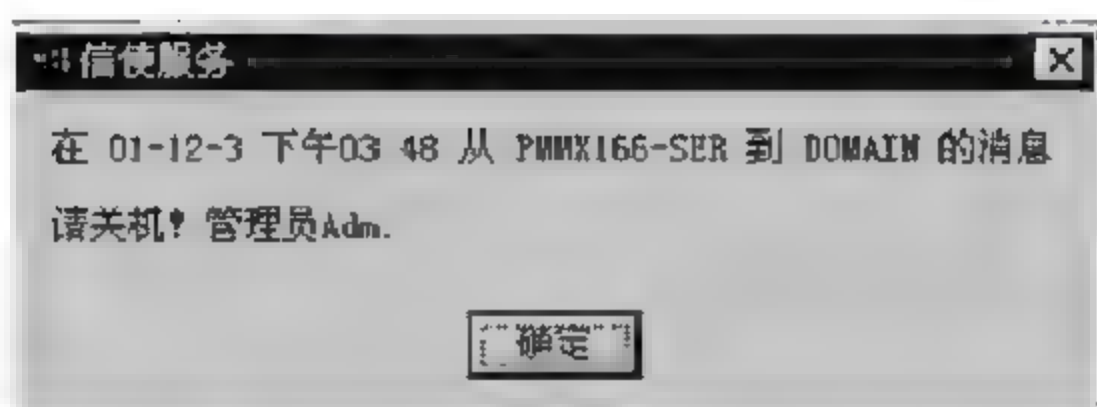 信使服务
在 01-12-3 下午03 48 从 PMMX166-SER 到 DOMAIN 的消息
请关机! 管理员Adm.
确定